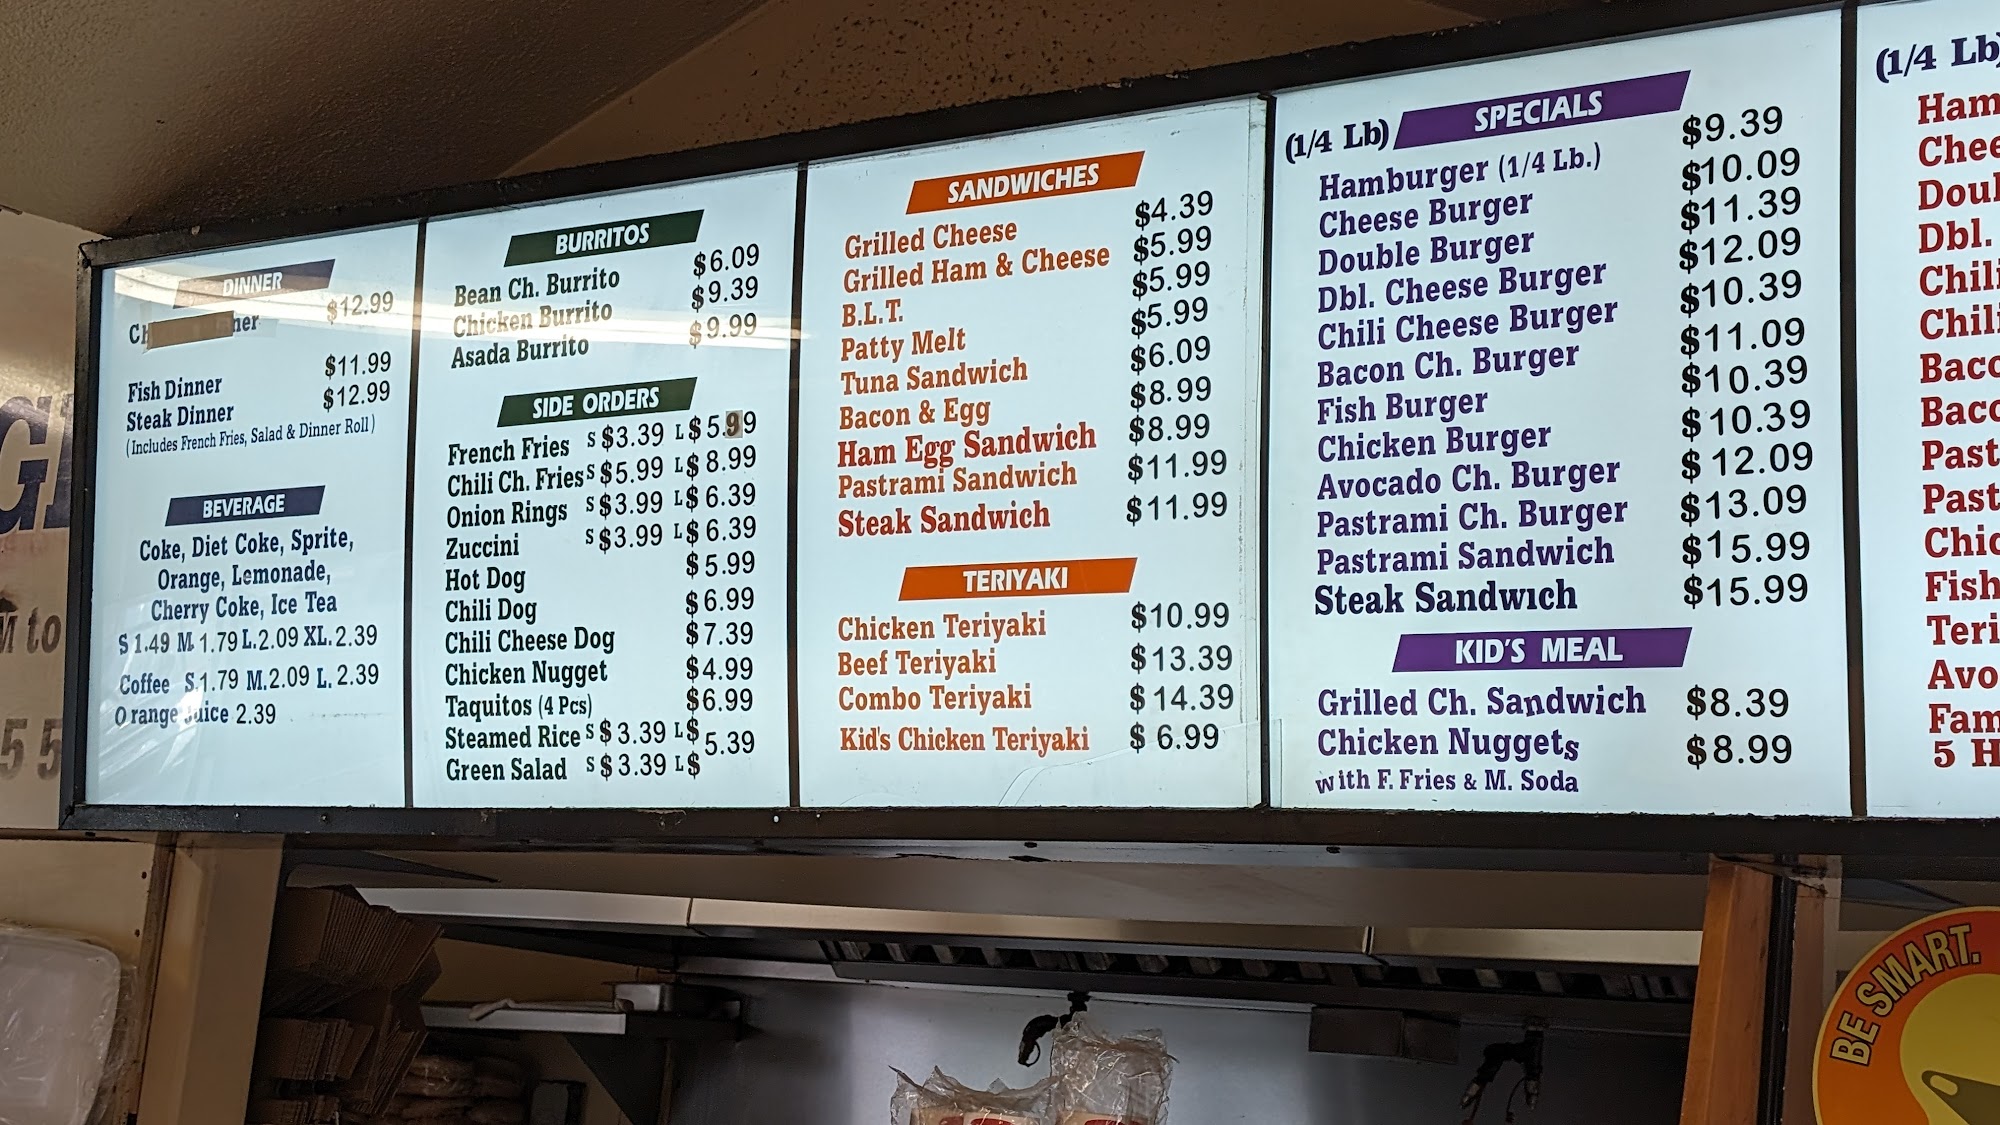 DINNER
$12.99
Fish Dinner $11.99
Steak Dinner $12.99
(Includes French Fries, Salad & Dinner Roll)
BEVERAGE
Coke, Diet Coke, Sprite,
Orange, Lemonade,
Cherry Coke, Ice Tea
S 1.49 M. 1.79 L. 2.09 XL. 2.39
Coffee S. 1.79 M. 2.09 L. 2.39
Orange Juice 2.39
BURRITOS
Bean Ch. Burrito $6.09
Chicken Burrito $9.39
Asada Burrito $9.99
SIDE ORDERS
French Fries S $3.39 L $5.99
Chili Ch. Fries S $5.99 L $8.99
Onion Rings S $3.99 L $6.39
Zuccini S $3.99 L $6.39
Hot Dog $5.99
Chili Dog $6.99
Chili Cheese Dog $7.39
Chicken Nugget $4.99
Taquitos (4 Pcs) $6.99
Steamed Rice S $3.39 L $ 5.39
Green Salad S $3.39 L $
SANDWICHES
Grilled Cheese $4.39
Grilled Ham & Cheese $5.99
B.L.T. $5.99
Patty Melt $5.99
Tuna Sandwich $6.09
Bacon & Egg $8.99
Ham Egg Sandwich $8.99
Pastrami Sandwich $11.99
Steak Sandwich $11.99
TERIYAKI
Chicken Teriyaki $10.99
Beef Teriyaki $13.39
Combo Teriyaki $14.39
Kid's Chicken Teriyaki $6.99
(1/4 Lb) SPECIALS
Hamburger (1/4 Lb.) $9.39
Cheese Burger $10.09
Double Burger $11.39
Dbl. Cheese Burger $12.09
Chili Cheese Burger $10.39
Bacon Ch. Burger $11.09
Fish Burger $10.39
Chicken Burger $10.39
Avocado Ch. Burger $12.09
Pastrami Ch. Burger $13.09
Pastrami Sandwich $15.99
Steak Sandwich $15.99
KID'S MEAL
Grilled Ch. Sandwich $8.39
Chicken Nuggets $8.99
with F. Fries & M. Soda
(1/4 Lb)
Dbl.
5
BE SMART.